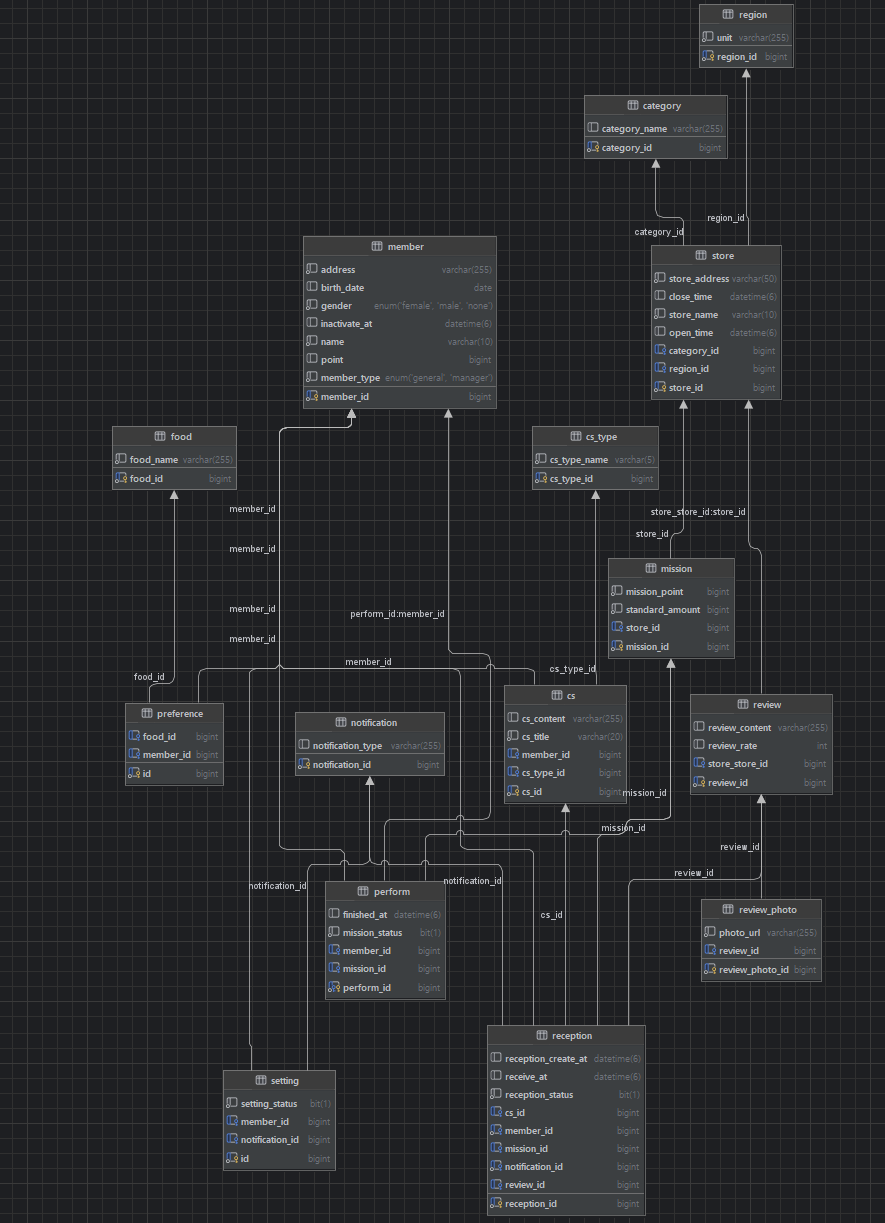 region
unit varchar(255)
region_id bigint
category
category_name varchar(255)
category_id bigint
region_id
category_id
member
address varchar(255)
birth_date date
gender enum('female', 'male', 'none')
inactivate_at datetime(6)
name varchar(10)
point bigint
member_type enum('general', 'manager')
member_id bigint
store
store_address varchar(50)
close_time datetime(6)
store_name varchar(10)
open_time datetime(6)
category_id bigint
region_id bigint
store_id bigint
food
food_name varchar(255)
food_id bigint
cs_type
cs_type_name varchar(5)
cs_type_id bigint
member_id
member_id
member_id
member_id
perform_id:member_id
store_store_id:store_id
store_id
mission
mission_point bigint
standard_amount bigint
store_id bigint
mission_id bigint
member_id
cs_type_id
food_id
preference
food_id bigint
member_id bigint
id bigint
notification
notification_type varchar(255)
notification_id bigint
cs
cs_content varchar(255)
cs_title varchar(20)
member_id bigint
cs_type_id bigint
cs_id bigint
review
review_content varchar(255)
review_rate int
store_store_id bigint
review_id bigint
mission_id
mission_id
review_id
review_id
notification_id
notification_id
cs_id
perform
finished_at datetime(6)
mission_status bit(1)
member_id bigint
mission_id bigint
perform_id bigint
review_photo
photo_url varchar(255)
review_id bigint
review_photo_id bigint
setting
setting_status bit(1)
member_id bigint
notification_id bigint
id bigint
reception
reception_create_at datetime(6)
receive_at datetime(6)
reception_status bit(1)
cs_id bigint
member_id bigint
mission_id bigint
notification_id bigint
review_id bigint
reception_id bigint